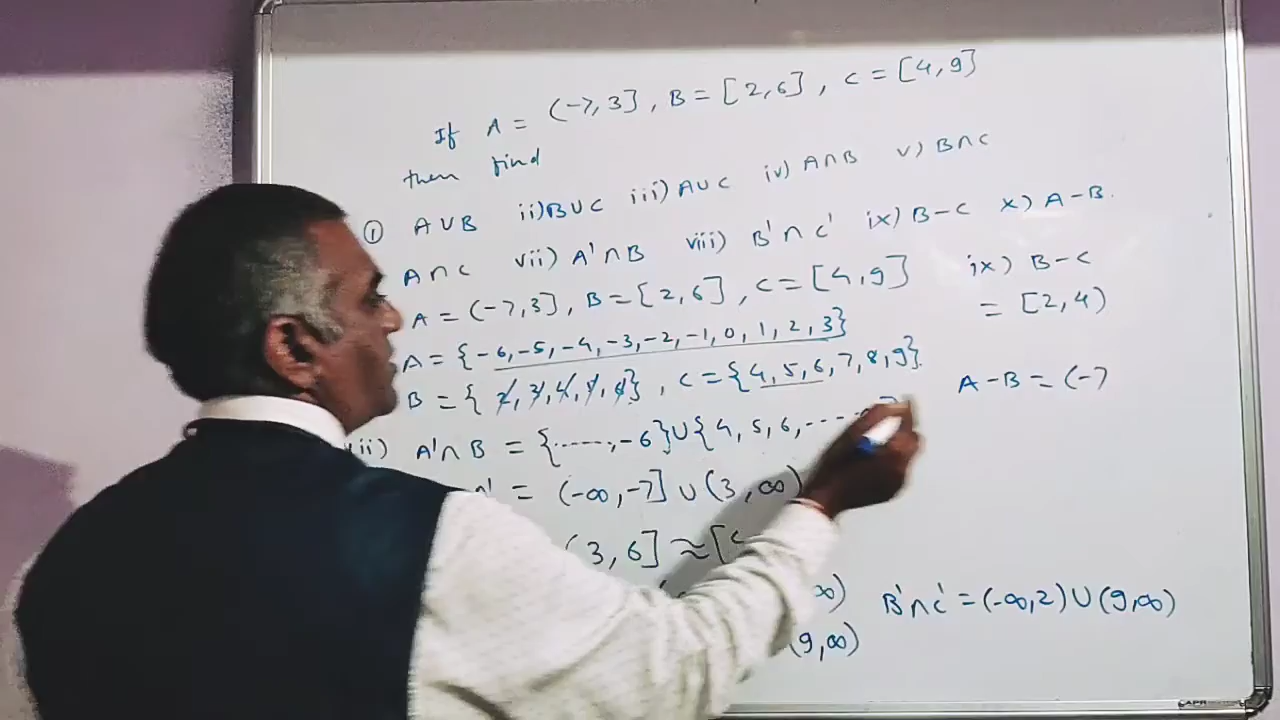 If A = (-7,3], B = [2,6], C = [4,9]
then find
① A∪B ii) B∪C iii) A∪C iv) A∩B v) B∩C
A∩C vii) A'∩B viii) B'∩C' ix) B-C x) A-B.
A = (-7,3], B = [2,6], C = [4,9]
A = {-6,-5,-4,-3,-2,-1,0,1,2,3}
B = {2,3,4,5,6}, C = {4,5,6,7,8,9}.
ii) A'∩B = {......,-6}∪{4,5,6,......
= (-∞,-7] ∪ (3,∞)
(3,6] ≈ [
∞)
(9,∞)
ix) B-C
= [2,4)
A-B = (-7
B'∩C' = (-∞,2)∪(9,∞)